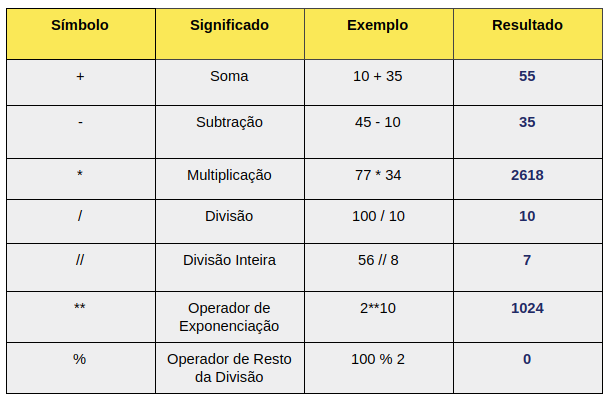 Símbolo Significado Exemplo Resultado
+ Soma 10 + 35 55
- Subtração 45 - 10 35
* Multiplicação 77 * 34 2618
/ Divisão 100 / 10 10
// Divisão Inteira 56 // 8 7
** Operador de Exponenciação 2**10 1024
% Operador de Resto da Divisão 100 % 2 0